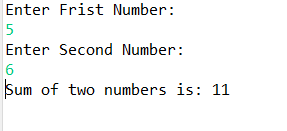 Enter Frist Number:
5
Enter Second Number:
6
Sum of two numbers is: 11